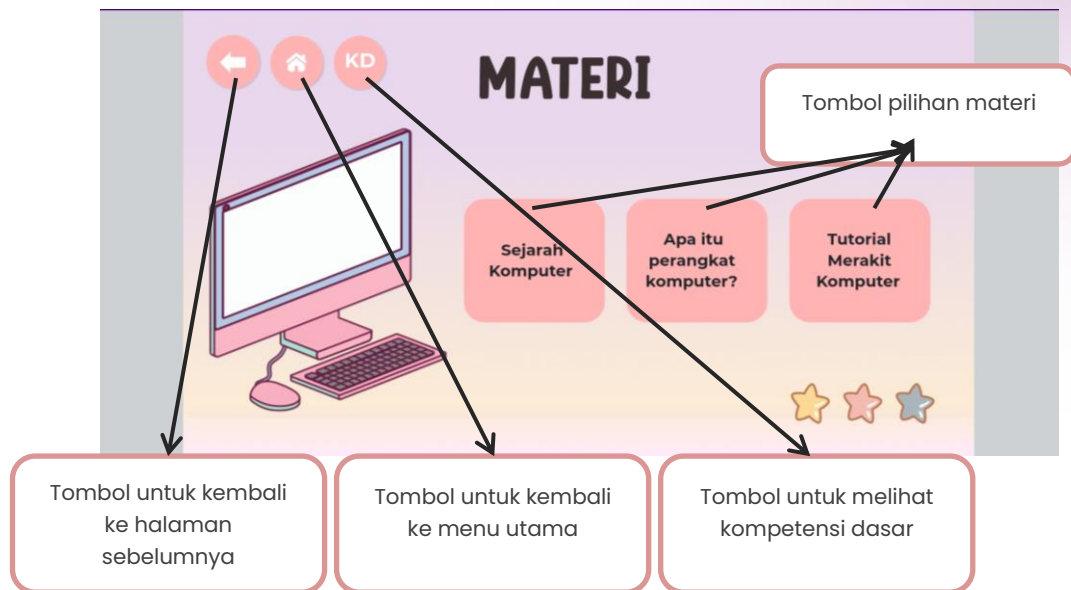 KD
MATERI
Tombol pilihan materi
Sejarah
Komputer
Apa itu
perangkat
komputer?
Tutorial
Merakit
Komputer
Tombol untuk kembali
ke halaman
sebelumnya
Tombol untuk kembali
ke menu utama
Tombol untuk melihat
kompetensi dasar